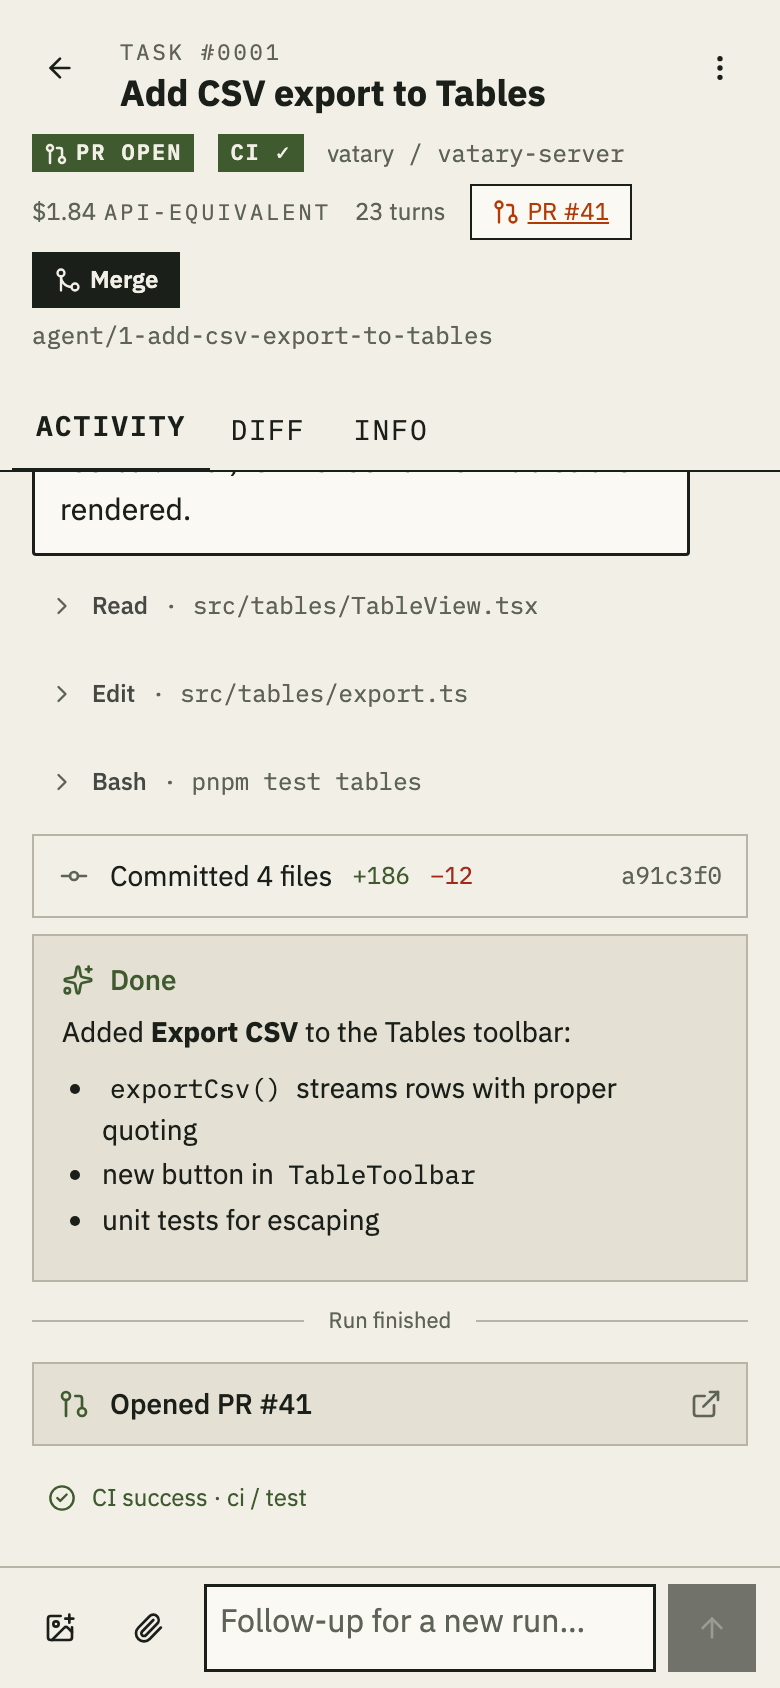 TASK #0001
Add CSV export to Tables
PR OPEN CI ✓ vatary / vatary-server
$1.84 API-EQUIVALENT 23 turns PR #41
Merge
agent/1-add-csv-export-to-tables
ACTIVITY DIFF INFO
rendered.
Read · src/tables/TableView.tsx
Edit · src/tables/export.ts
Bash · pnpm test tables
Committed 4 files +186 −12 a91c3f0
Done
Added Export CSV to the Tables toolbar:
• exportCsv() streams rows with proper
quoting
• new button in TableToolbar
• unit tests for escaping
Run finished
Opened PR #41
CI success · ci / test
Follow-up for a new run...